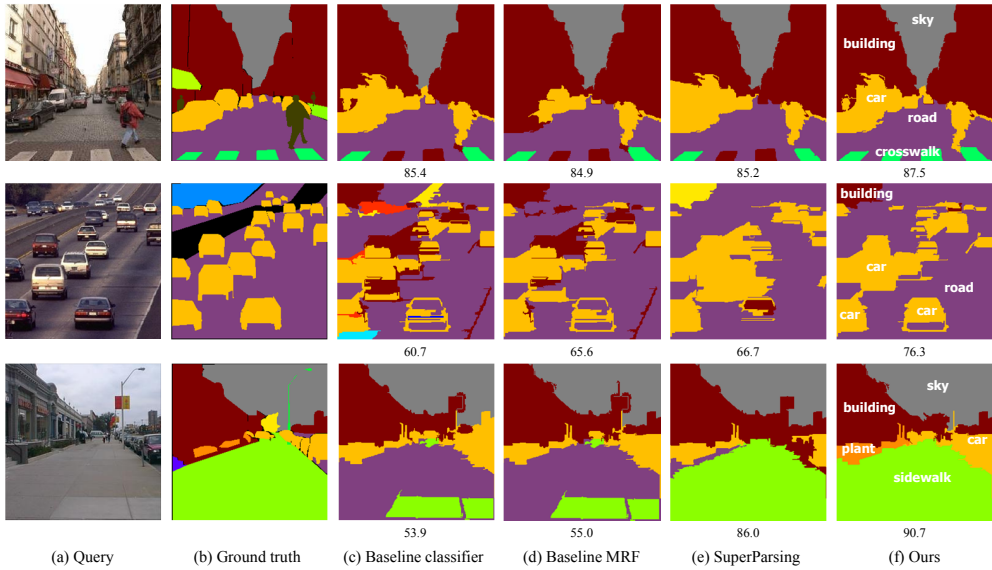 sky
building
car
road
crosswalk
85.4 84.9 85.2 87.5
building
car
road
car car
60.7 65.6 66.7 76.3
sky
building
car
plant
sidewalk
53.9 55.0 86.0 90.7
(a) Query (b) Ground truth (c) Baseline classifier (d) Baseline MRF (e) SuperParsing (f) Ours